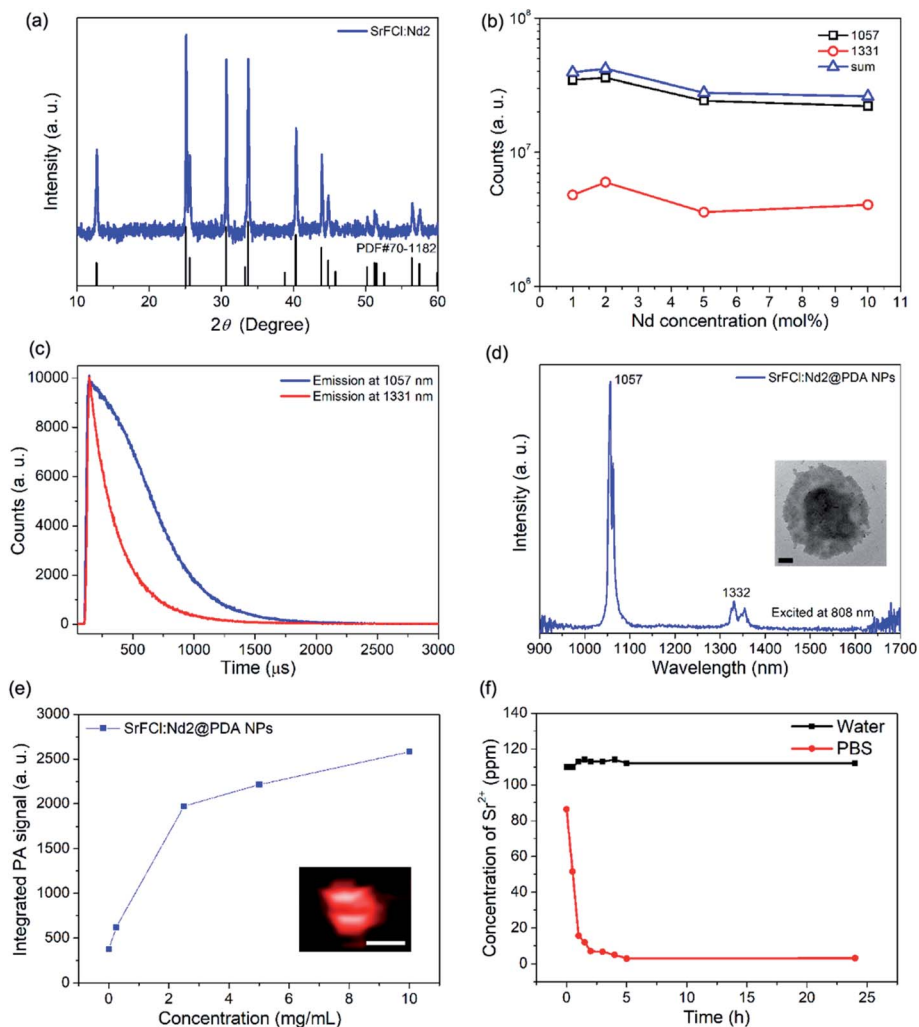 (a)
SrFCl:Nd2
Intensity (a. u.)
PDF#70-1182
10 20 30 40 50 60
2θ (Degree)
(b)
1057
1331
sum
Counts (a. u.)
10⁸
10⁷
10⁶
0 1 2 3 4 5 6 7 8 9 10 11
Nd concentration (mol%)
(c)
Emission at 1057 nm
Emission at 1331 nm
Counts (a. u.)
10000
8000
6000
4000
2000
0
500 1000 1500 2000 2500 3000
Time (μs)
(d)
1057
SrFCl:Nd2@PDA NPs
Intensity (a. u.)
1332
Excited at 808 nm
900 1000 1100 1200 1300 1400 1500 1600 1700
Wavelength (nm)
(e)
SrFCl:Nd2@PDA NPs
Integrated PA signal (a. u.)
3000
2500
2000
1500
1000
500
0
0 2 4 6 8 10
Concentration (mg/mL)
(f)
Water
PBS
Concentration of Sr²⁺ (ppm)
140
120
100
80
60
40
20
0
0 5 10 15 20 25
Time (h)